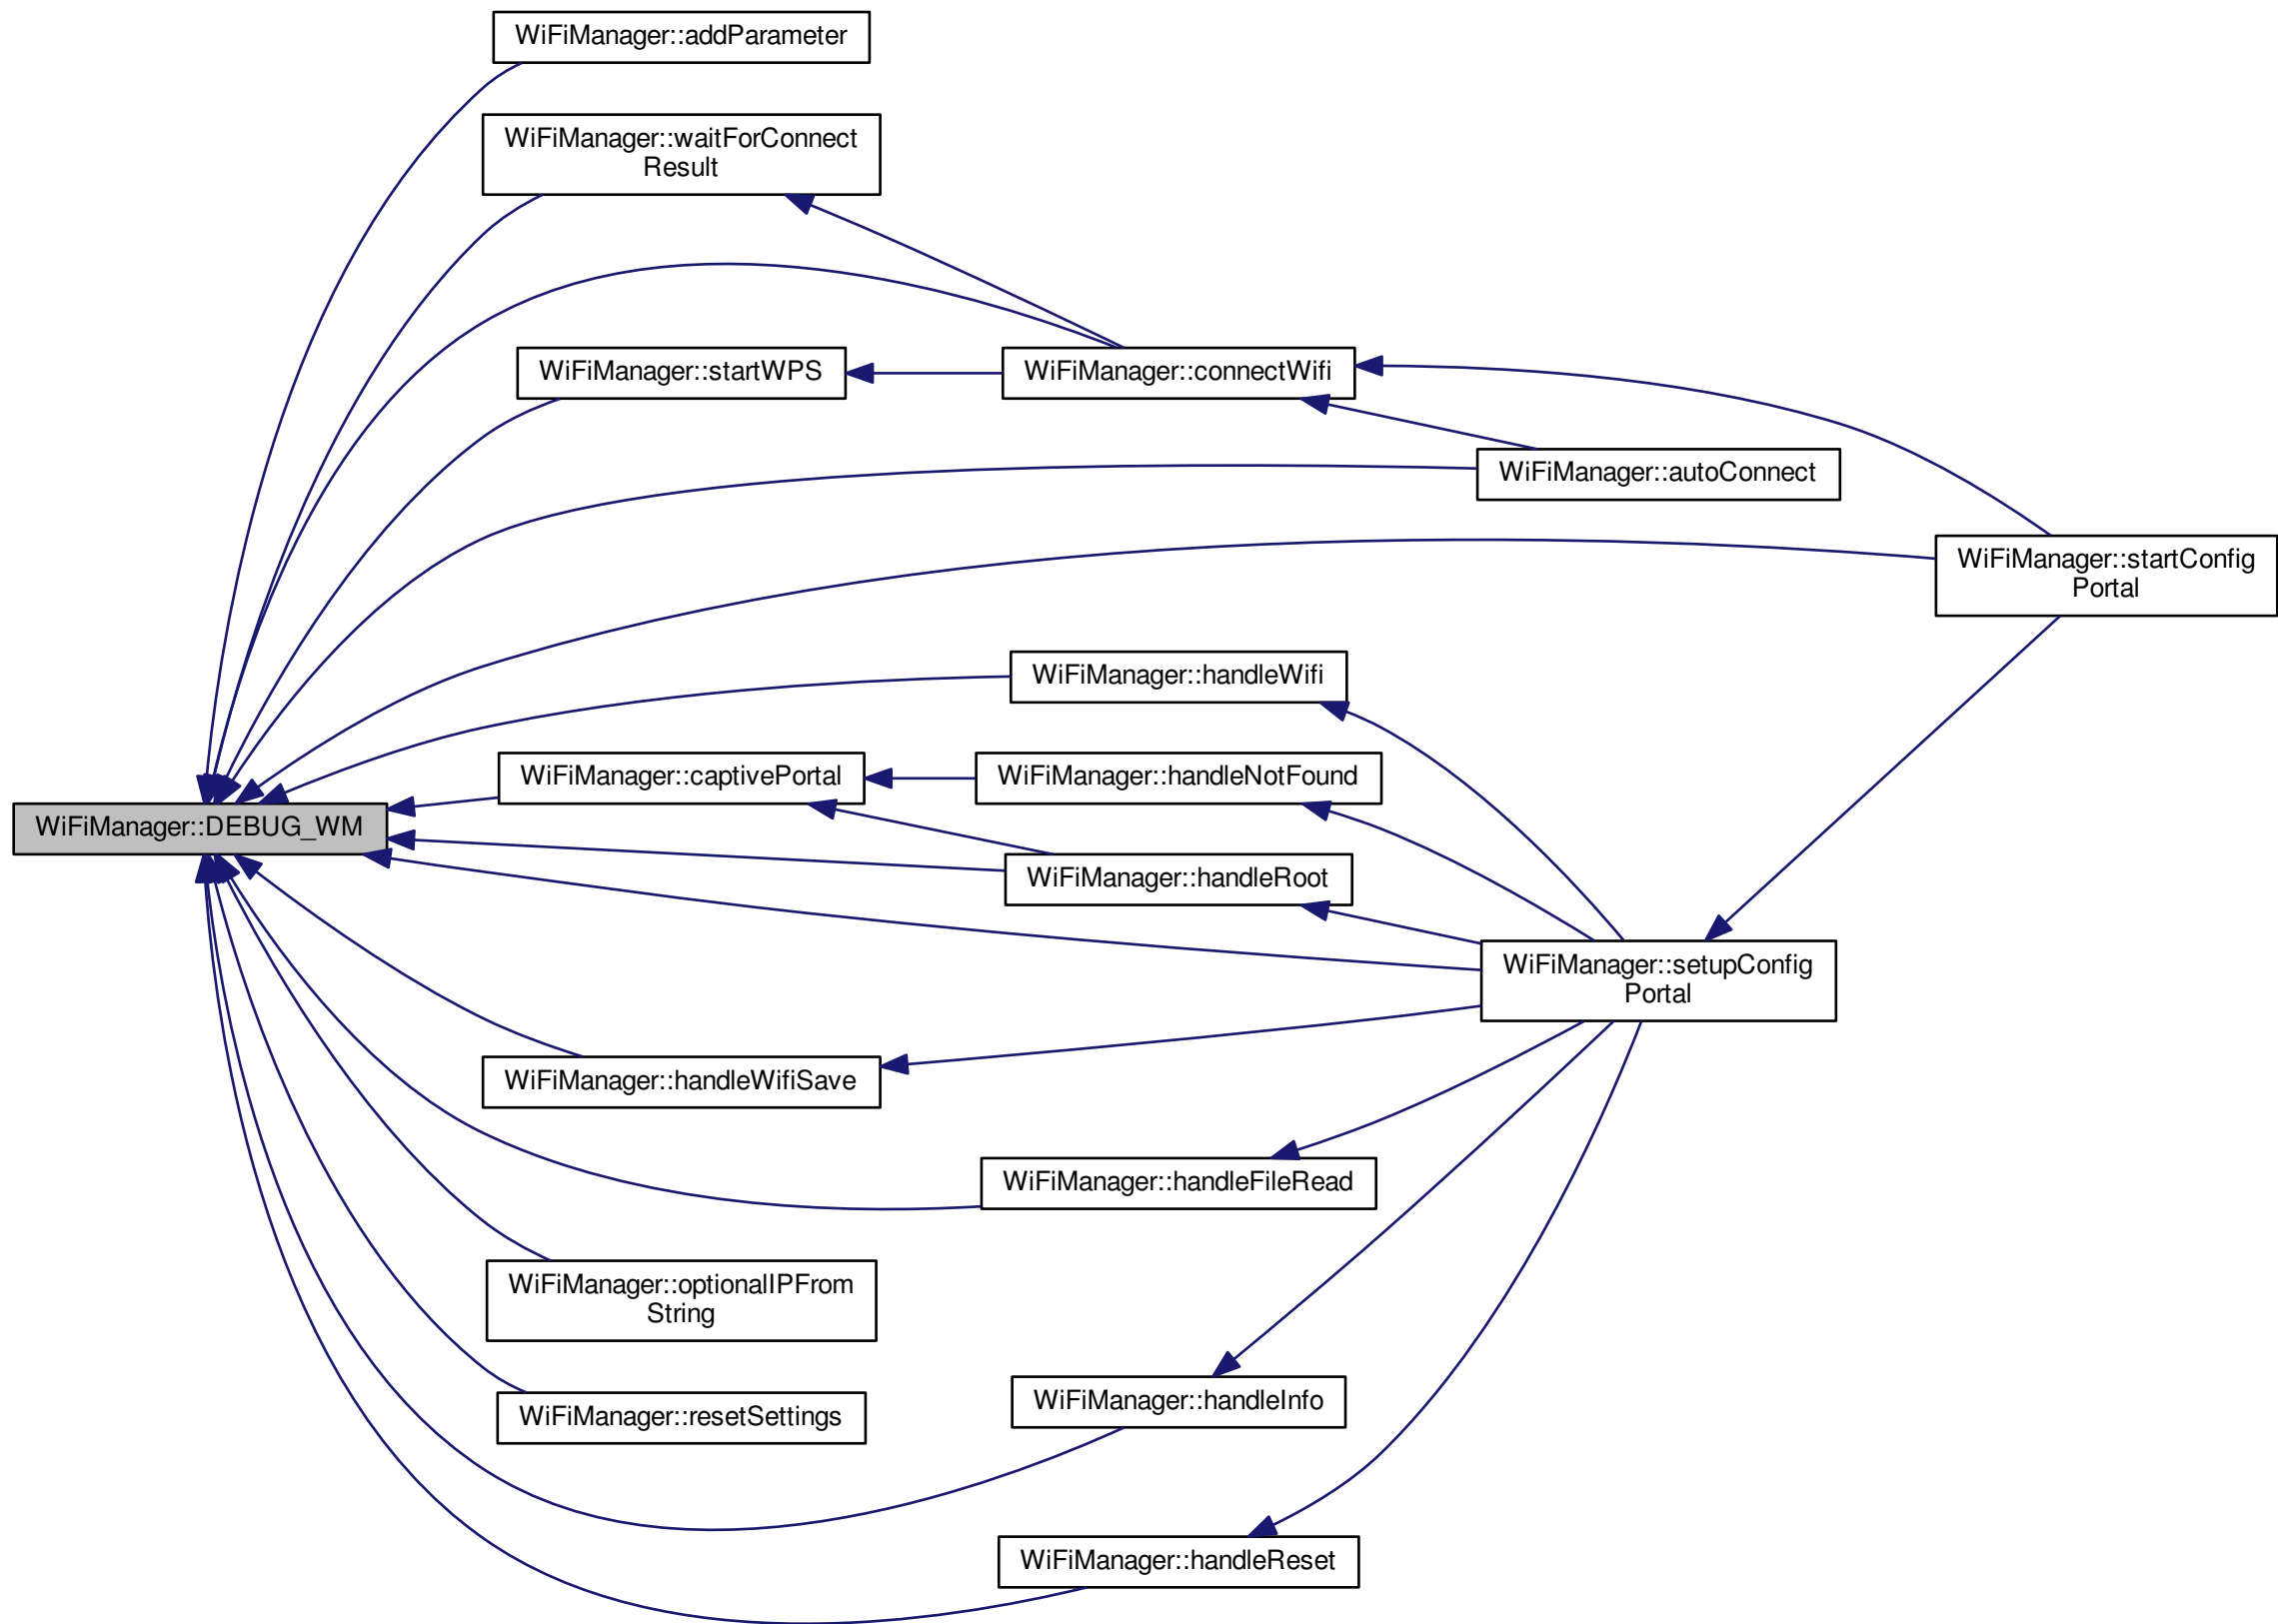 WiFiManager::addParameter
WiFiManager::waitForConnect
Result
WiFiManager::startWPS
WiFiManager::connectWifi
WiFiManager::autoConnect
WiFiManager::startConfig
Portal
WiFiManager::handleWifi
WiFiManager::captivePortal
WiFiManager::handleNotFound
WiFiManager::DEBUG_WM
WiFiManager::handleRoot
WiFiManager::setupConfig
Portal
WiFiManager::handleWifiSave
WiFiManager::handleFileRead
WiFiManager::optionalIPFrom
String
WiFiManager::handleInfo
WiFiManager::resetSettings
WiFiManager::handleReset